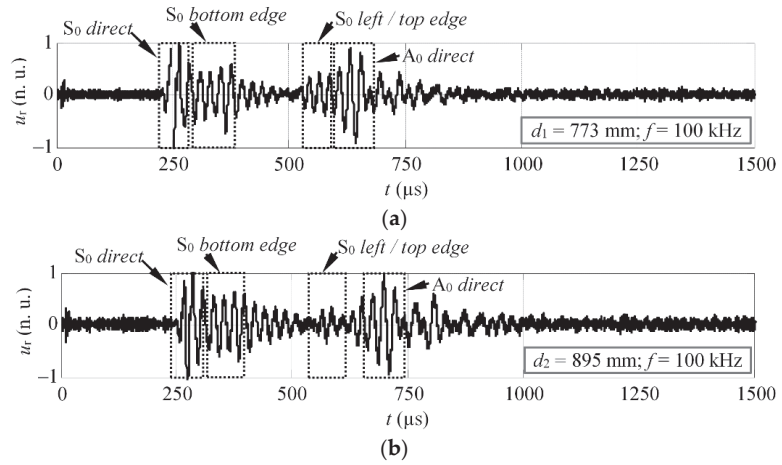 S0 bottom edge
S0 left / top edge
S0 direct
A0 direct
1
0
−1
ur (n. u.)
d1 = 773 mm; f = 100 kHz
0 250 500 750 1000 1250 1500
t (µs)
(a)
S0 bottom edge
S0 left / top edge
S0 direct
A0 direct
1
0
−1
ur (n. u.)
d2 = 895 mm; f = 100 kHz
0 250 500 750 1000 1250 1500
t (µs)
(b)